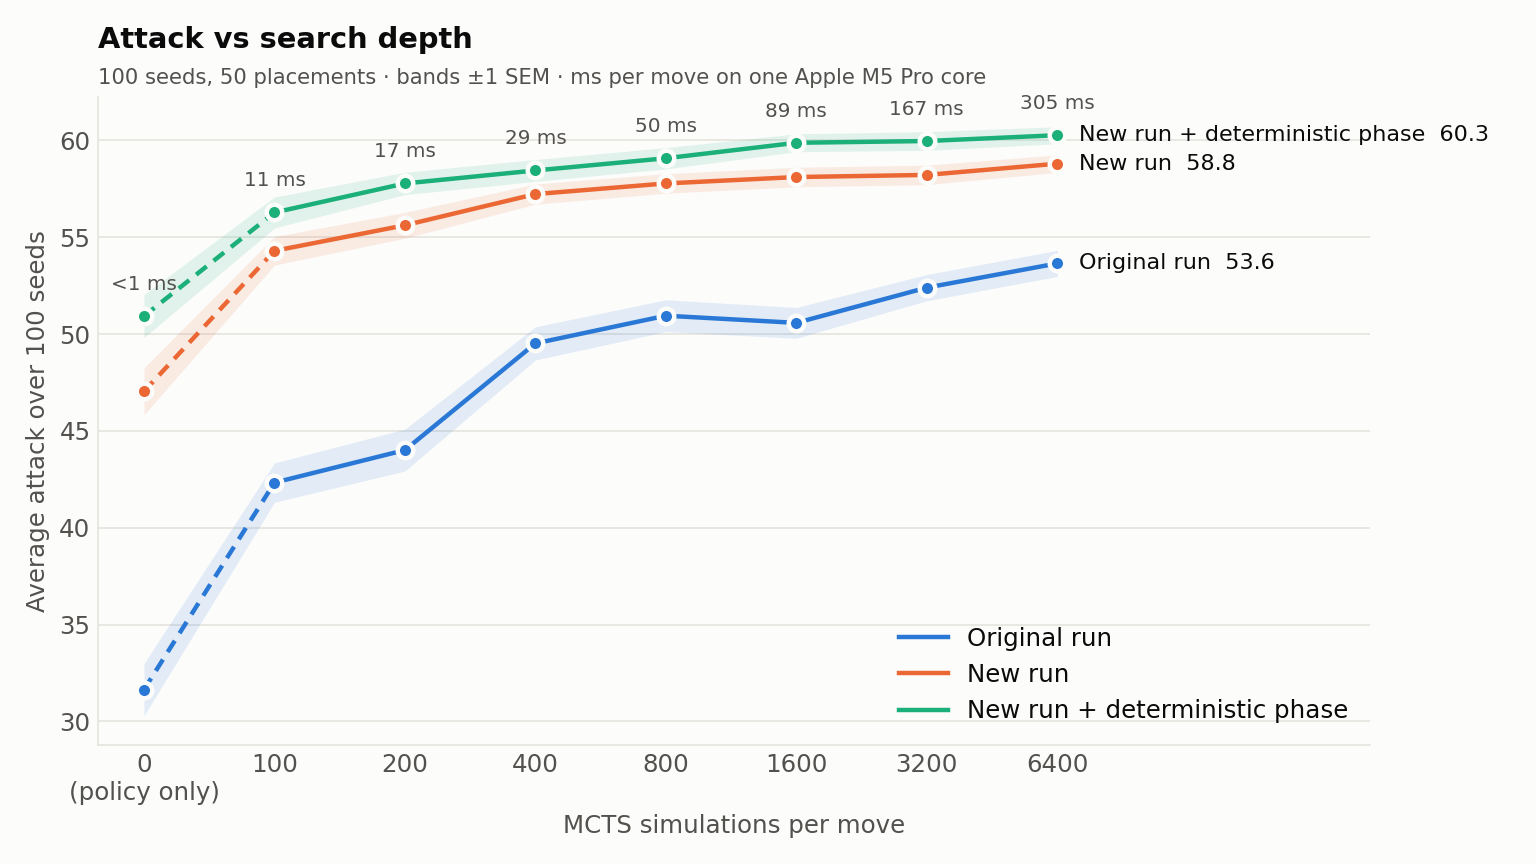 Attack vs search depth
100 seeds, 50 placements · bands ±1 SEM · ms per move on one Apple M5 Pro core
305 ms
167 ms
89 ms
50 ms
29 ms
17 ms
11 ms
<1 ms
New run + deterministic phase 60.3
New run 58.8
Original run 53.6
Average attack over 100 seeds
60
55
50
45
40
35
30
Original run
New run
New run + deterministic phase
0 100 200 400 800 1600 3200 6400
(policy only)
MCTS simulations per move